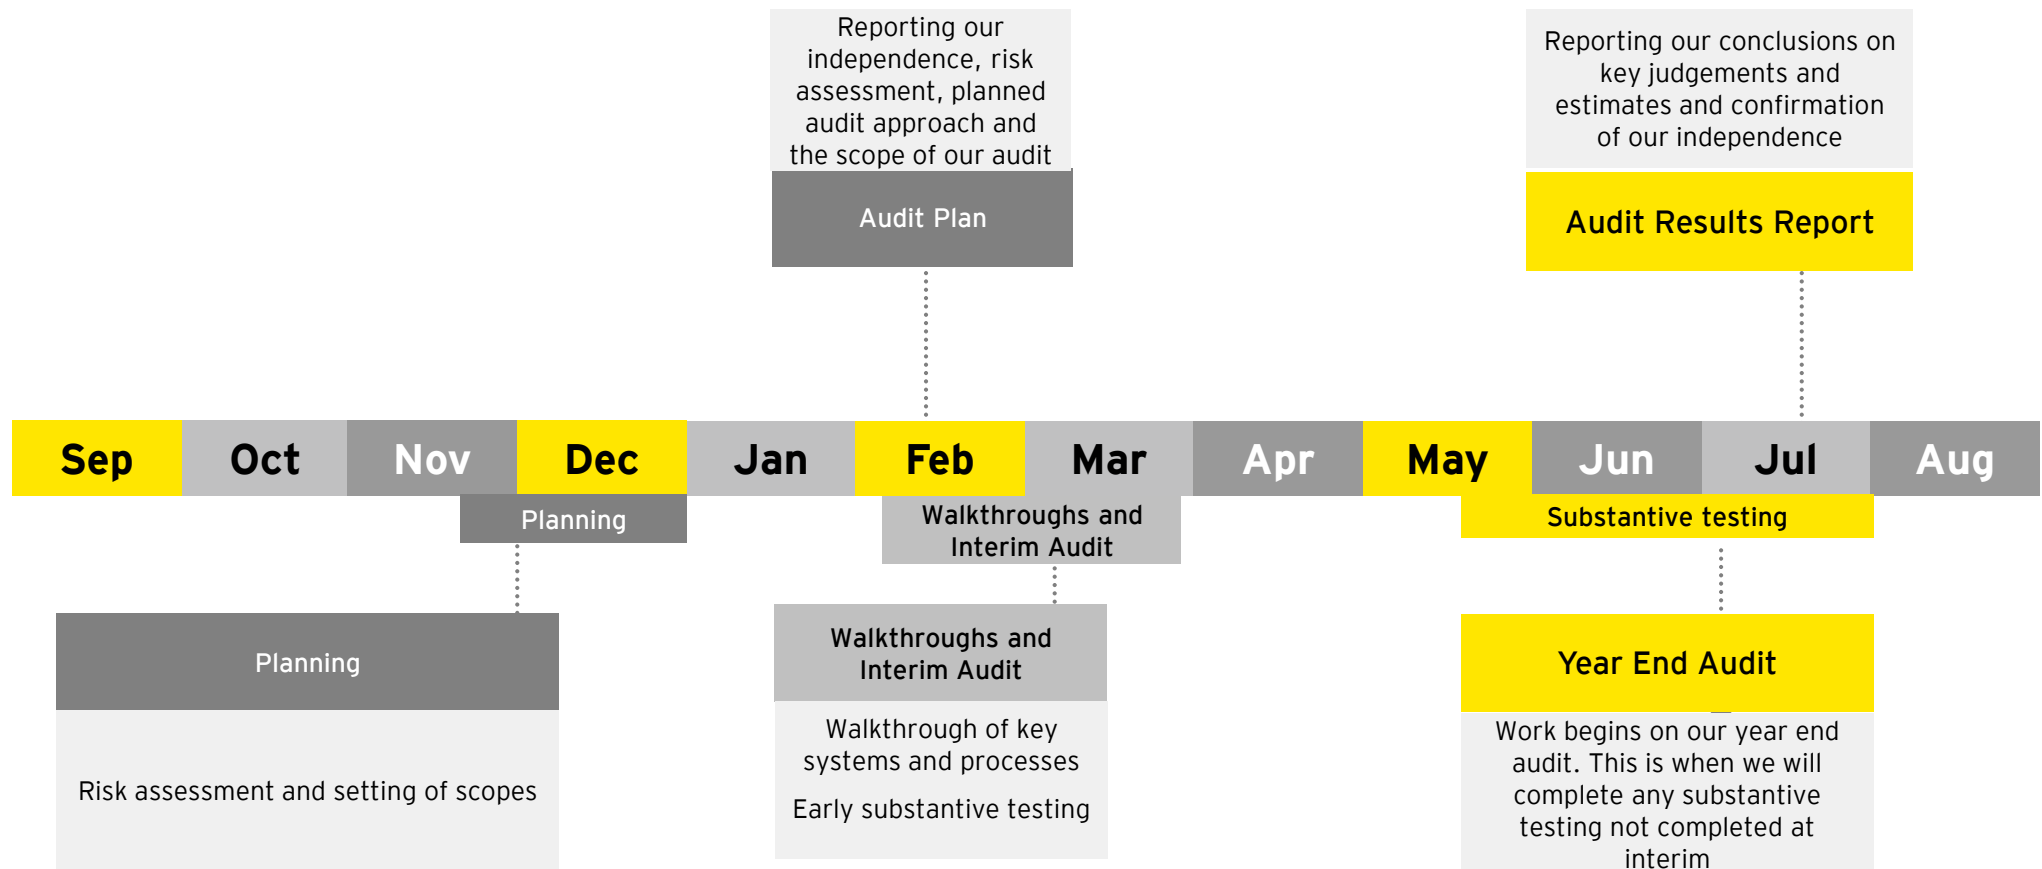 Reporting our
independence, risk
assessment, planned
audit approach and
the scope of our audit
Audit Plan
Reporting our conclusions on
key judgements and
estimates and confirmation
of our independence
Audit Results Report
Sep Oct Nov Dec Jan Feb Mar Apr May Jun Jul Aug
Planning
Walkthroughs and
Interim Audit
Substantive testing
Planning
Risk assessment and setting of scopes
Walkthroughs and
Interim Audit
Walkthrough of key
systems and processes
Early substantive testing
Year End Audit
Work begins on our year end
audit. This is when we will
complete any substantive
testing not completed at
interim